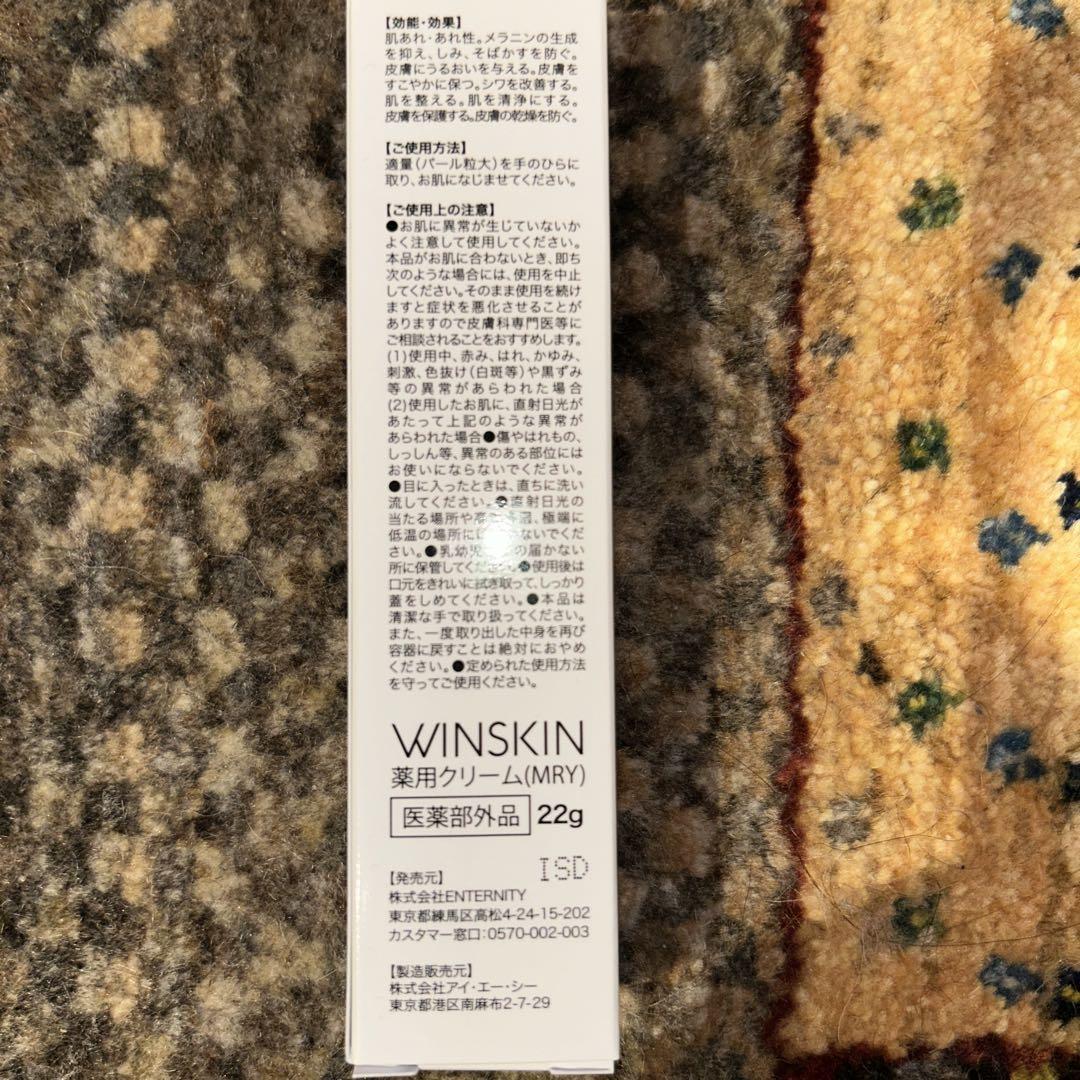 【効能・効果】
肌あれ・あれ性。メラニンの生成
を抑え、しみ、そばかすを防ぐ。
皮膚にうるおいを与える。皮膚を
すこやかに保つ。シワを改善する。
肌を整える。肌を清浄にする。
皮膚を保護する。皮膚の乾燥を防ぐ。
【ご使用方法】
適量（パール粒大）を手のひらに
取り、お肌になじませてください。
【ご使用上の注意】
●お肌に異常が生じていないか
よく注意して使用してください。
本品がお肌に合わないとき、即ち
次のような場合には、使用を中止
してください。そのまま使用を続け
ますと症状を悪化させることが
ありますので皮膚科専門医等に
ご相談されることをおすすめします。
(1)使用中、赤み、はれ、かゆみ、
刺激、色抜け（白斑等）や黒ずみ
等の異常があらわれた場合
(2)使用したお肌に、直射日光が
あたって上記のような異常が
あらわれた場合●傷やはれもの、
しっしん等、異常のある部位には
お使いにならないでください。
●目に入ったときは、直ちに洗い
流してください。●直射日光の
当たる場所や高温、極端に
低温の場所にないでくだ
さい。●乳幼児の届かない
所に保管してください。●使用後は
口元をきれいに拭き取って、しっかり
蓋をしめてください。●本品は
清潔な手で取り扱ってください。
また、一度取り出した中身を再び
容器に戻すことは絶対におやめ
ください。●定められた使用方法
を守ってご使用ください。
WINSKIN
薬用クリーム(MRY)
医薬部外品 22g
ISD
【発売元】
株式会社ENTERNITY
東京都練馬区高松4-24-15-202
カスタマー窓口：0570-002-003
【製造販売元】
株式会社アイ・エー・シー
東京都港区南麻布2-7-29